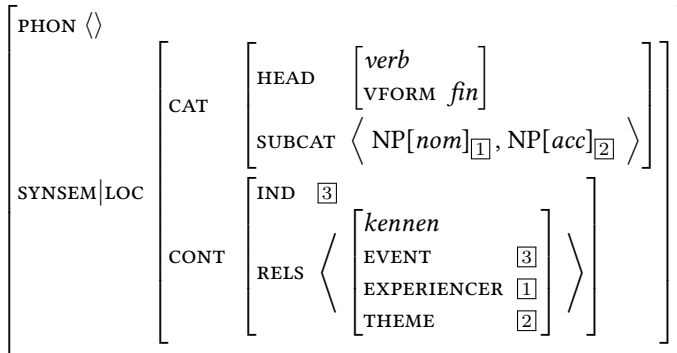 PHON ⟨⟩
SYNSEM|LOC
CAT
HEAD
verb
VFORM fin
SUBCAT ⟨ NP[nom]1 , NP[acc]2 ⟩
CONT
IND 3
RELS
kennen
EVENT 3
EXPERIENCER 1
THEME 2